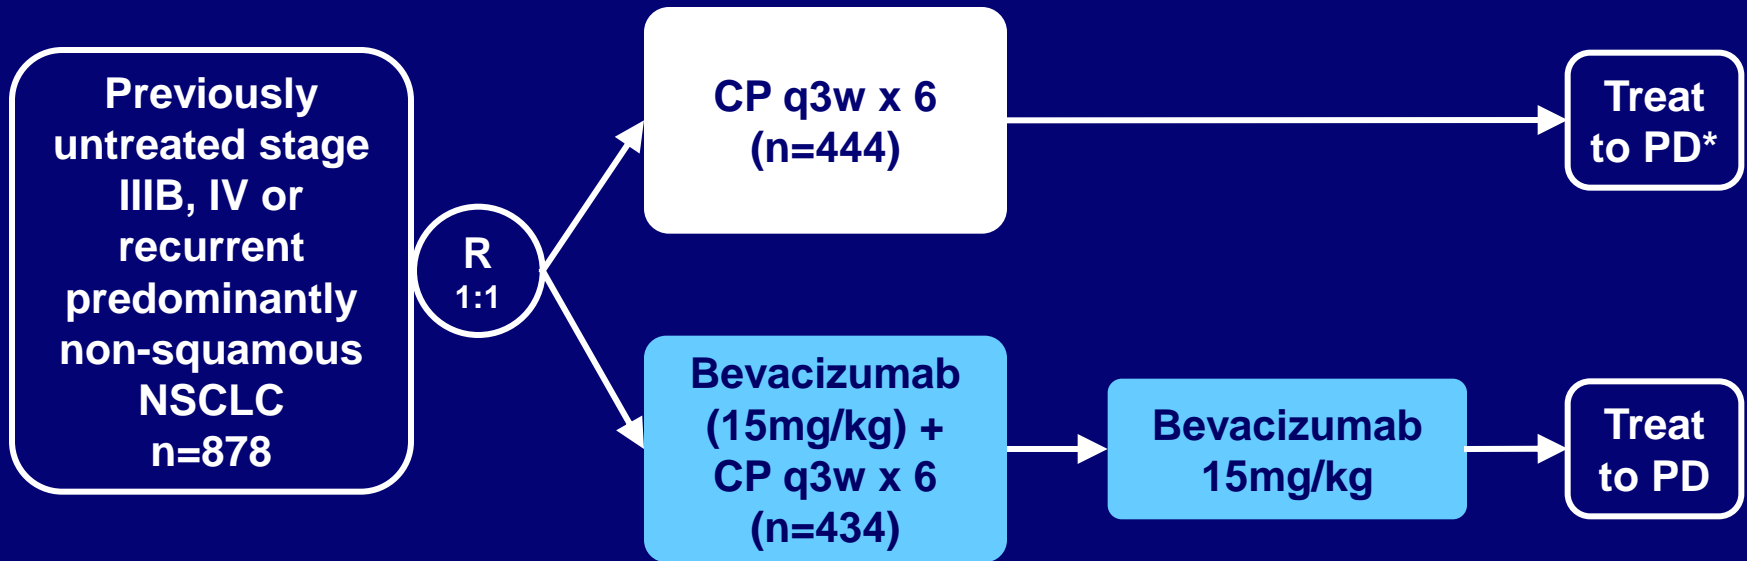 Previously
untreated stage
IIIB, IV or
recurrent
predominantly
non-squamous
NSCLC
n=878
R
1:1
CP q3w x 6
(n=444)
Treat
to PD*
Bevacizumab
(15mg/kg) +
CP q3w x 6
(n=434)
Bevacizumab
15mg/kg
Treat
to PD